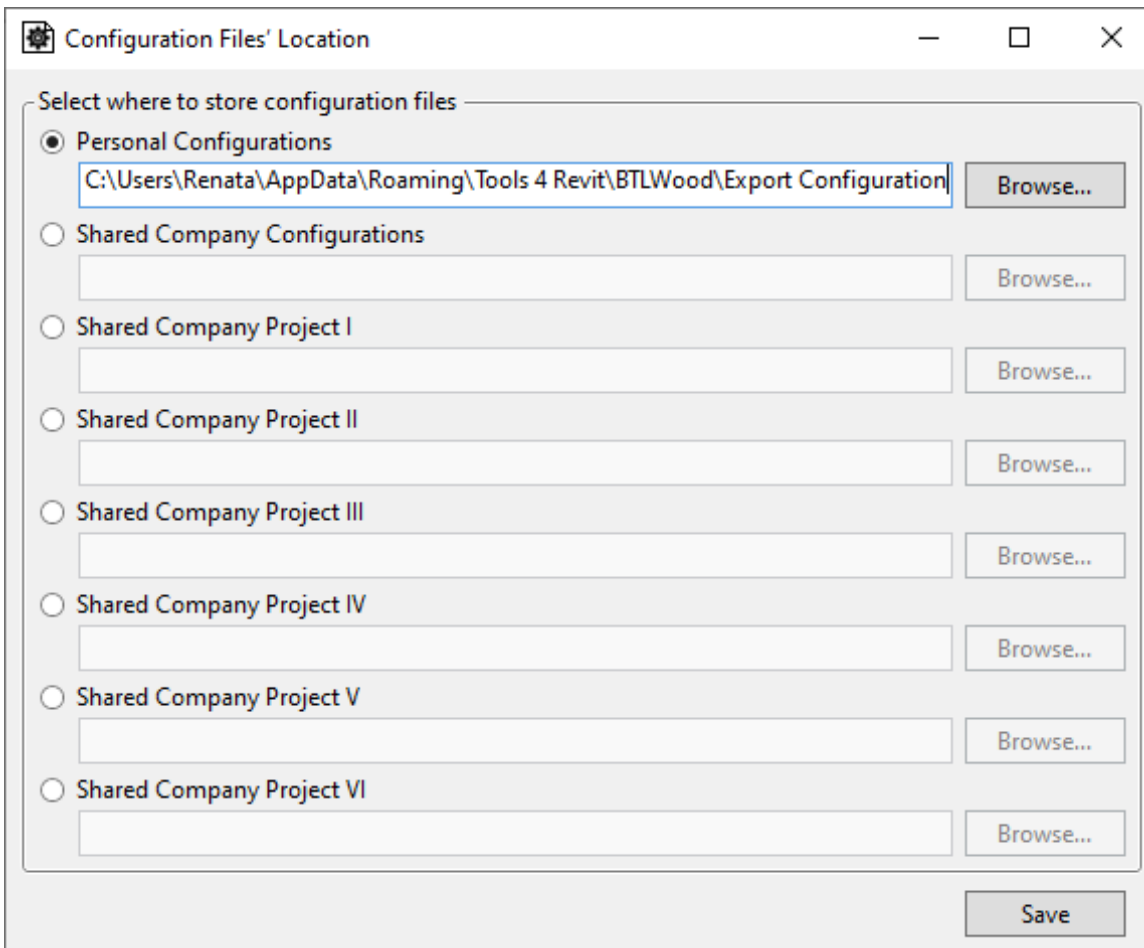 Configuration Files' Location
Select where to store configuration files
Personal Configurations
C:\Users\Renata\AppData\Roaming\Tools 4 Revit\BTLWood\Export Configuration Browse...
Shared Company Configurations
Browse...
Shared Company Project I
Browse...
Shared Company Project II
Browse...
Shared Company Project III
Browse...
Shared Company Project IV
Browse...
Shared Company Project V
Browse...
Shared Company Project VI
Browse...
Save